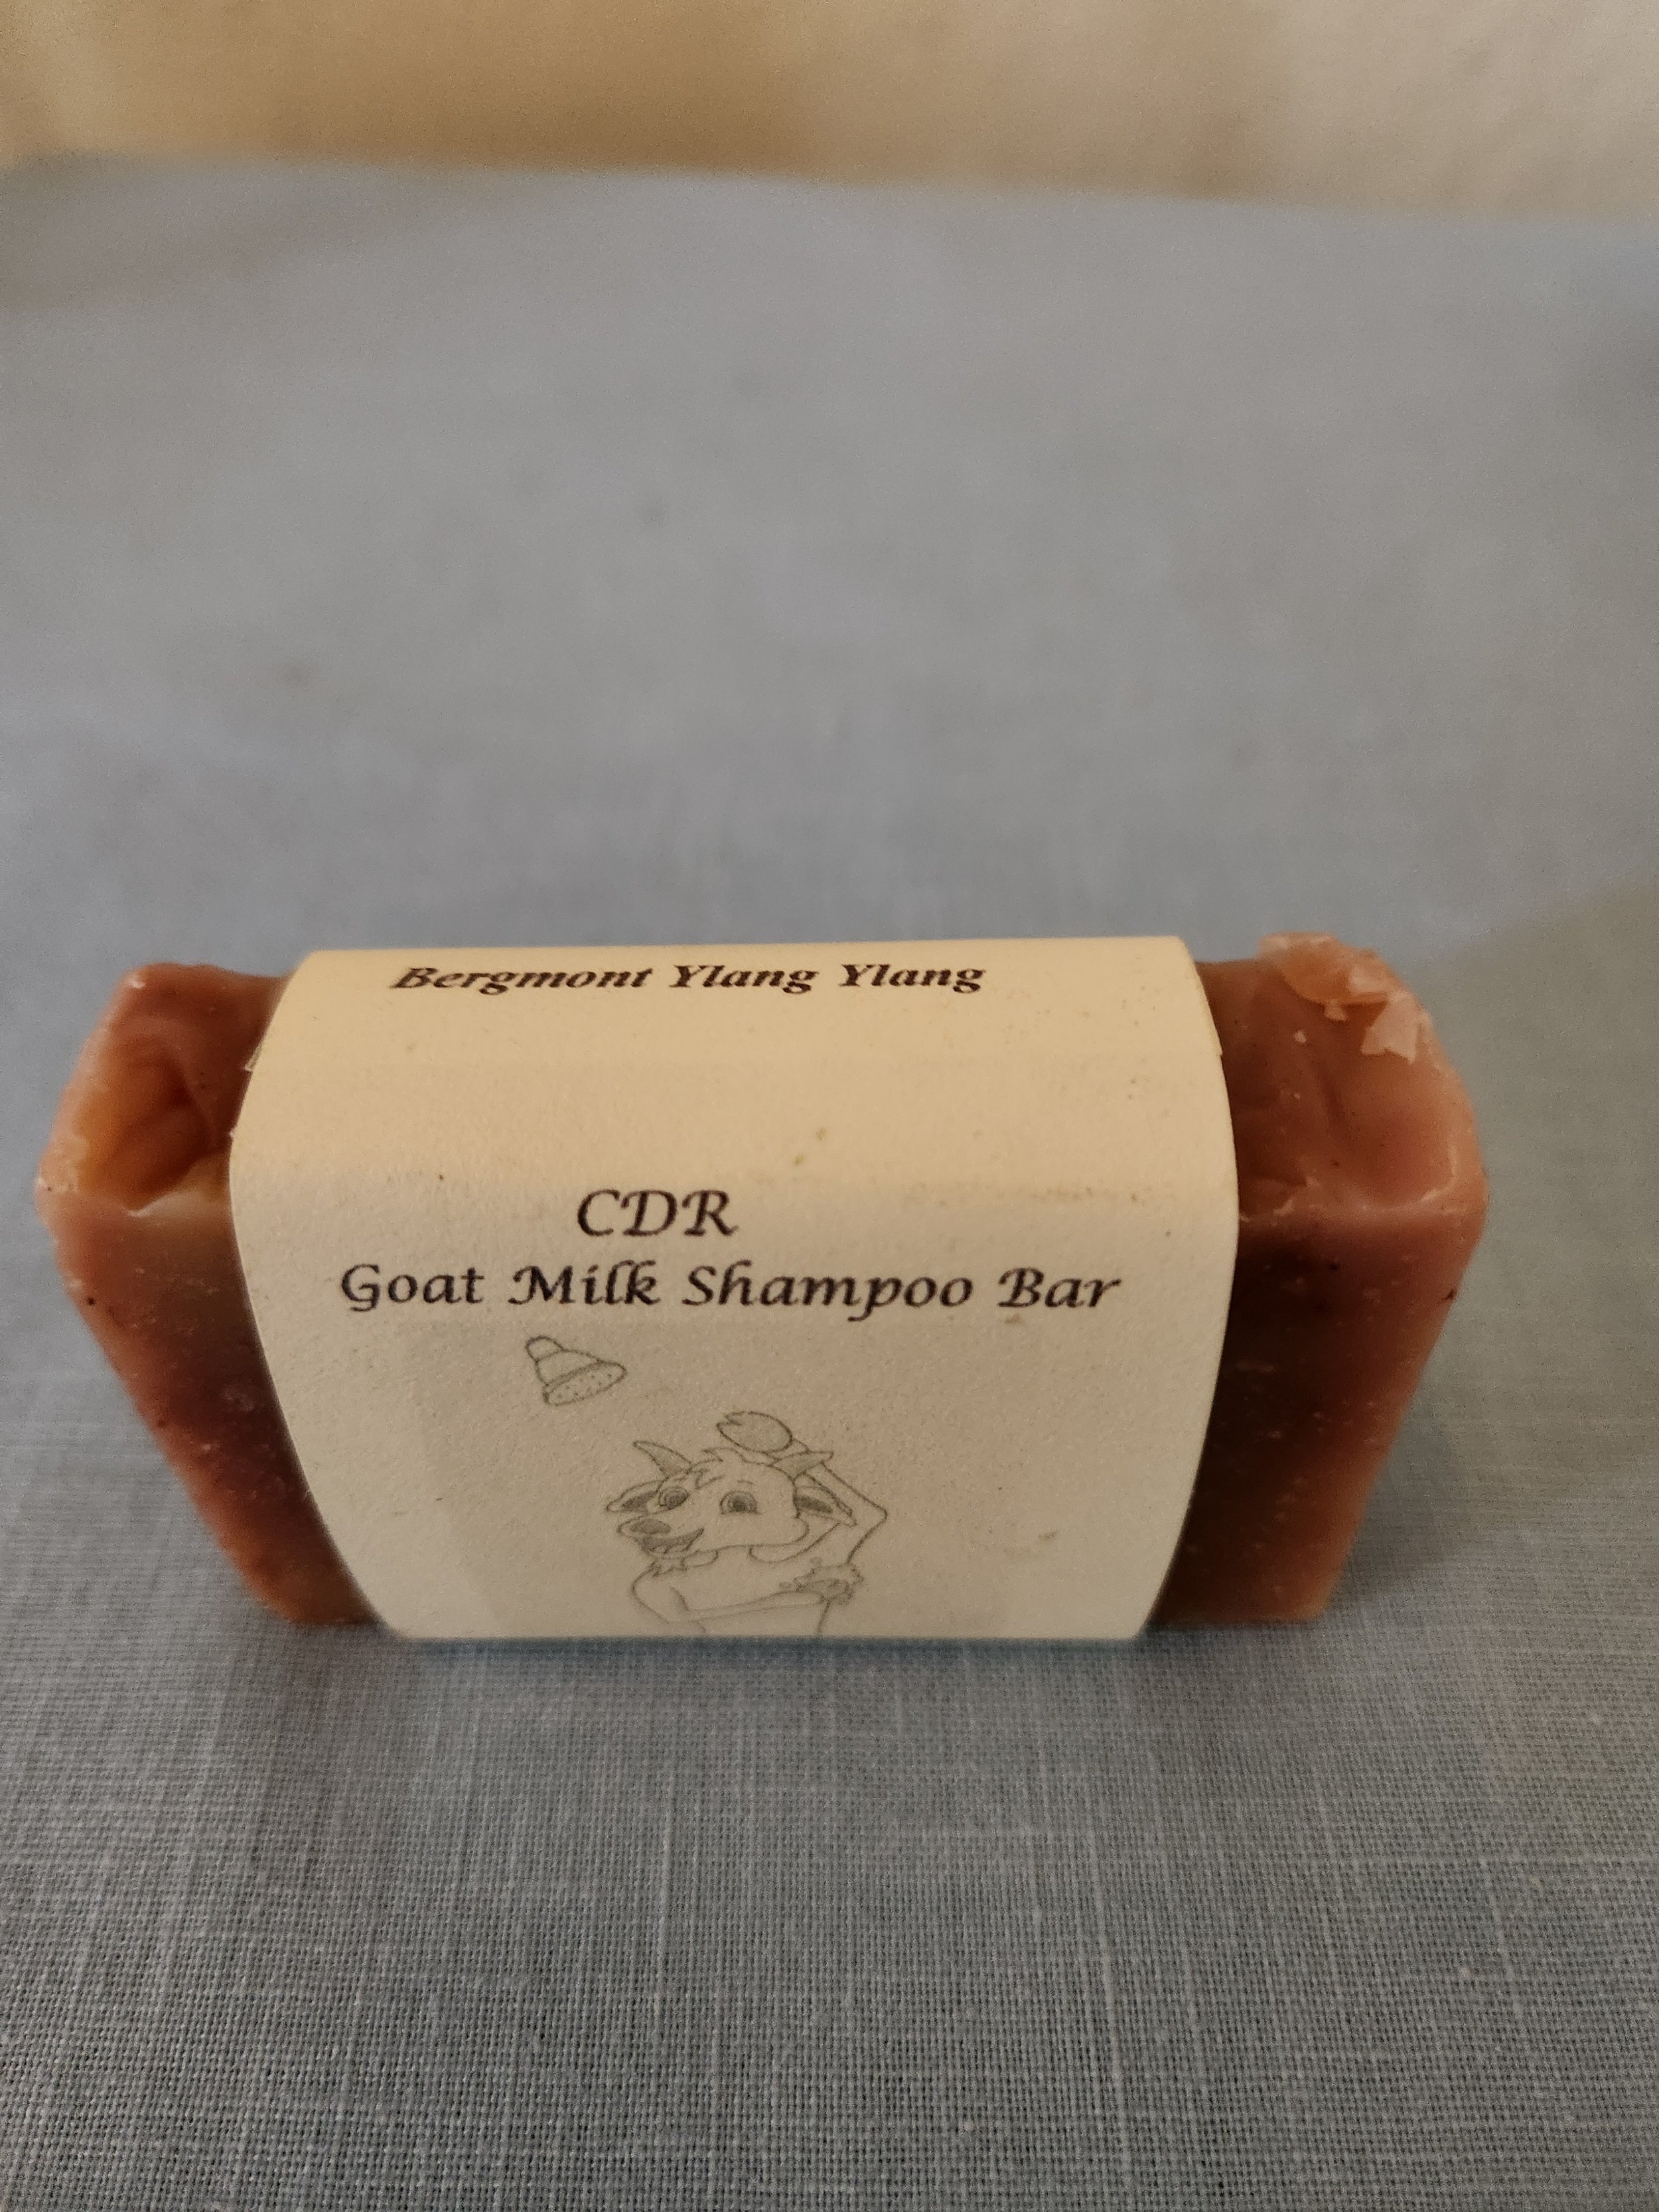 Bergmont Ylang Ylang
CDR
Goat Milk Shampoo Bar